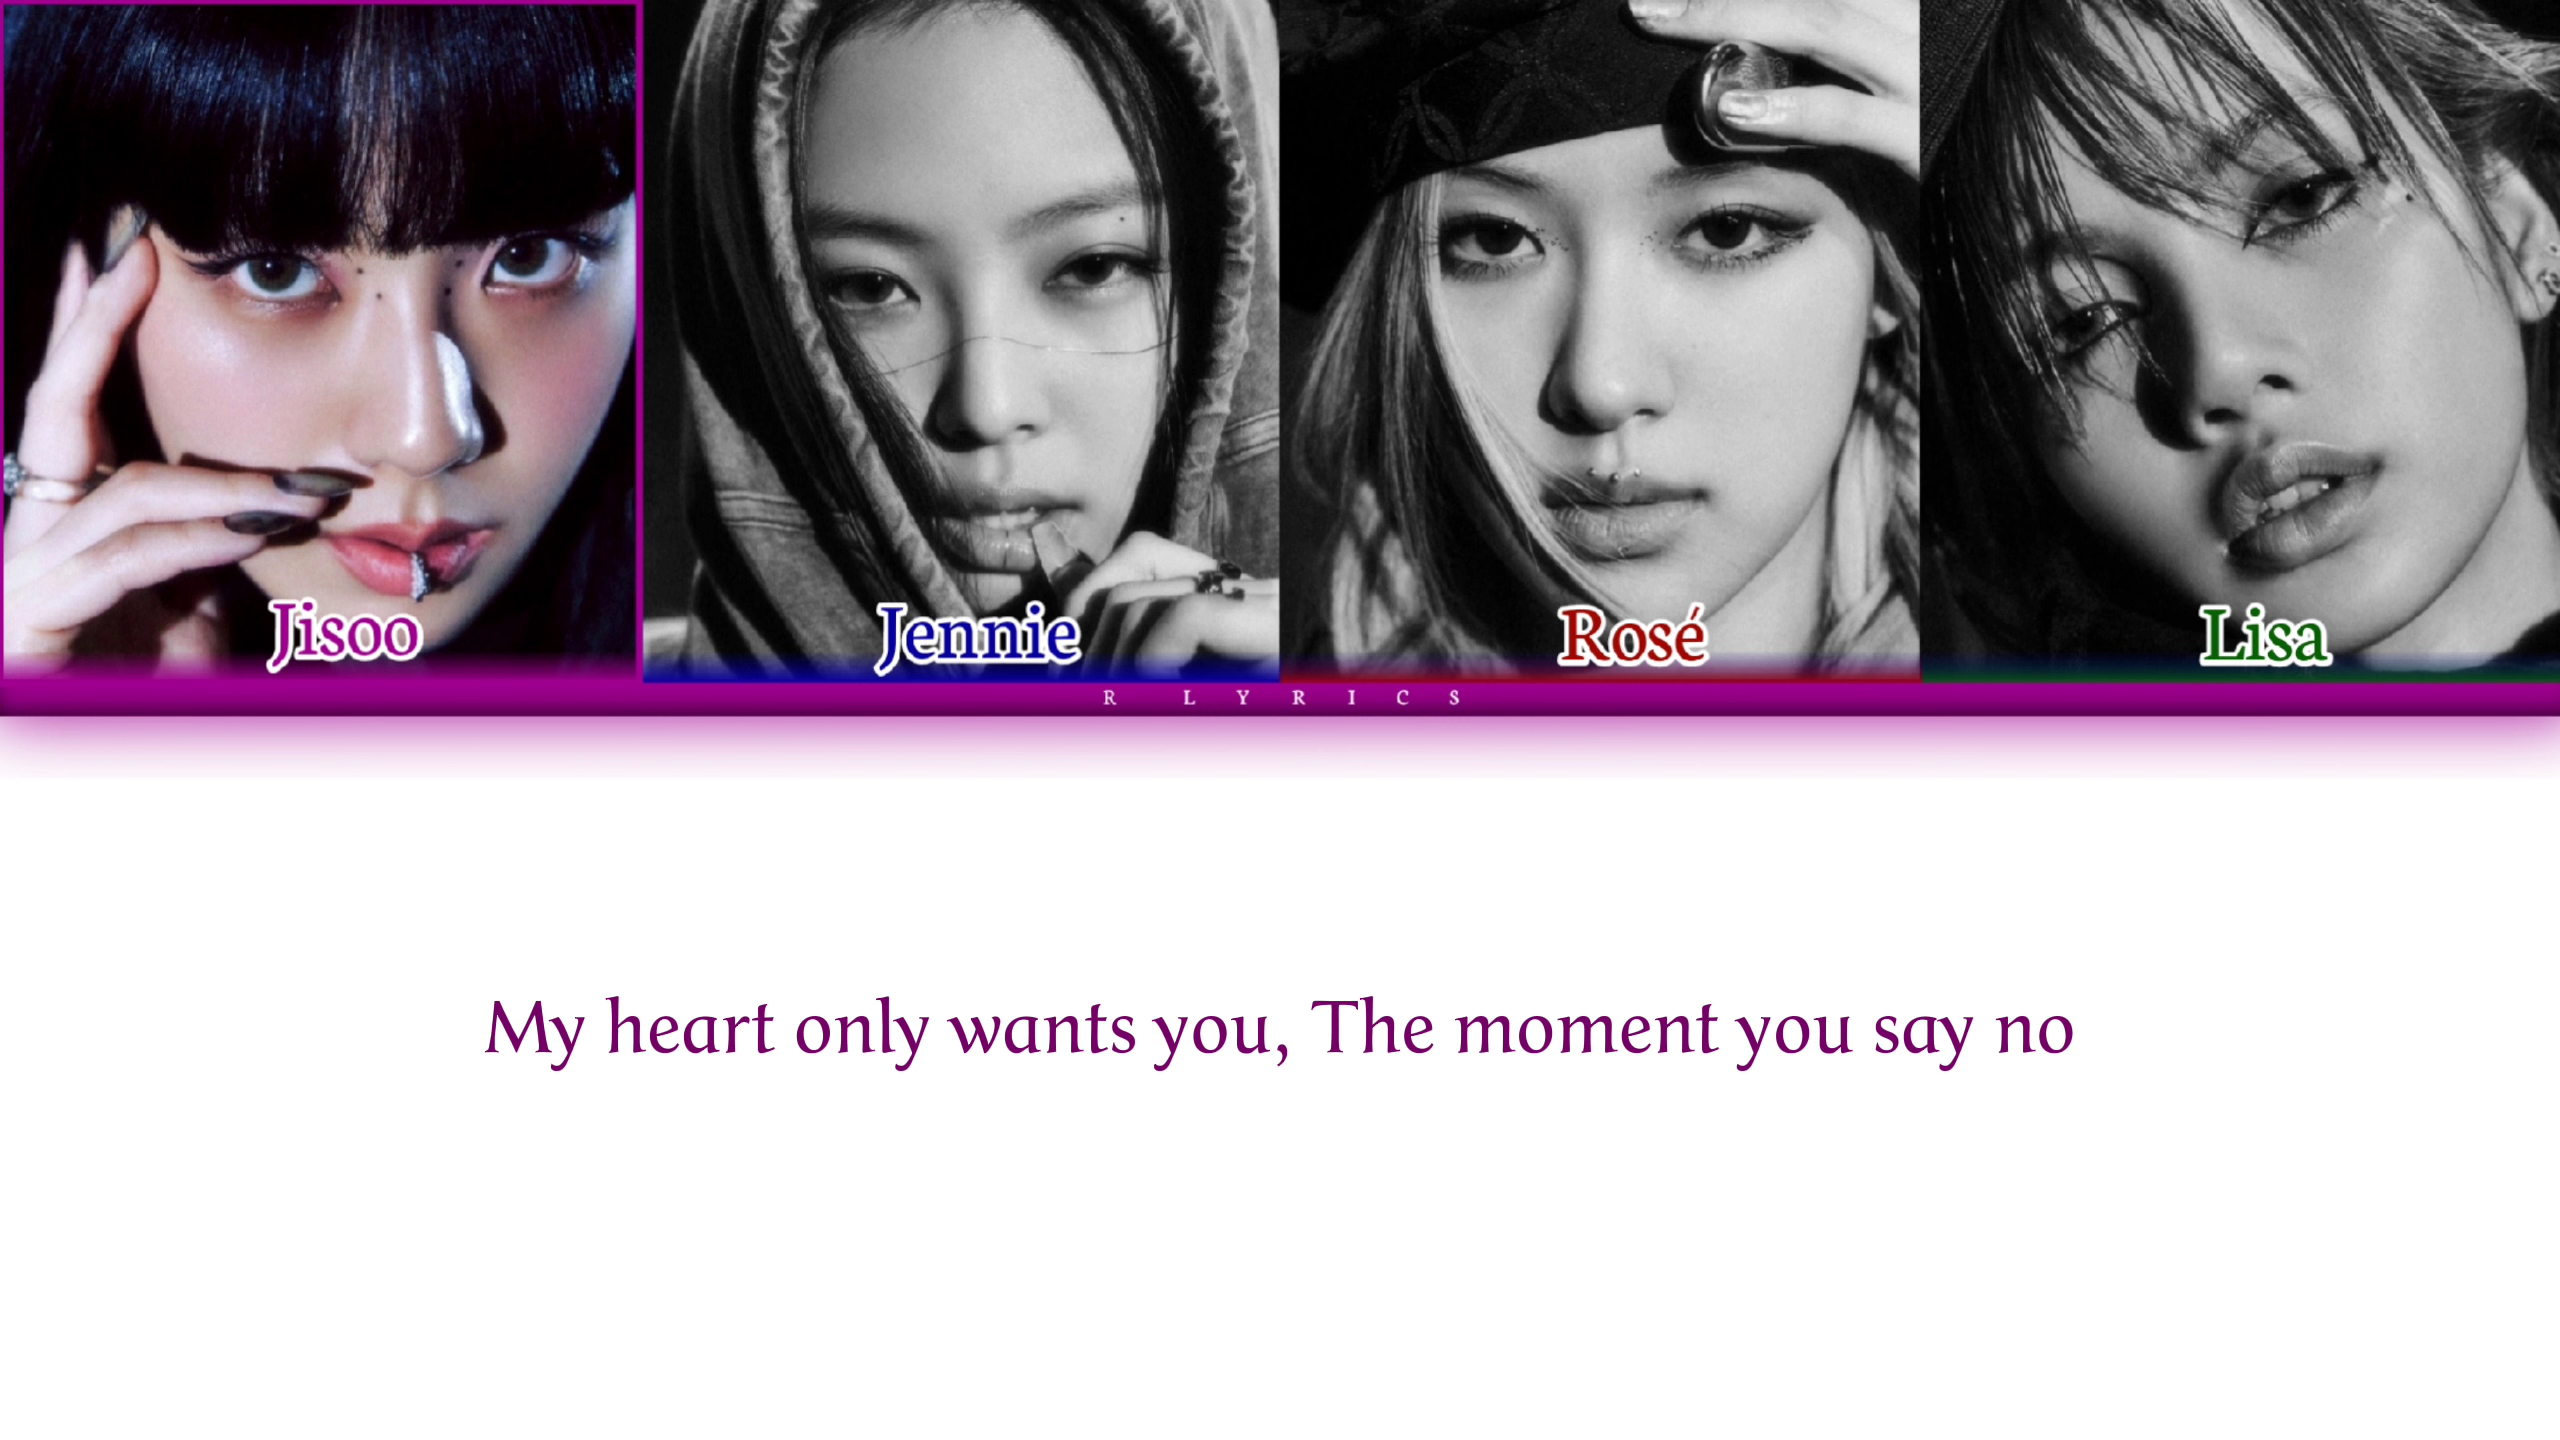 Jisoo
Jennie
Rosé
Lisa
R LYRICS
My heart only wants you, The moment you say no